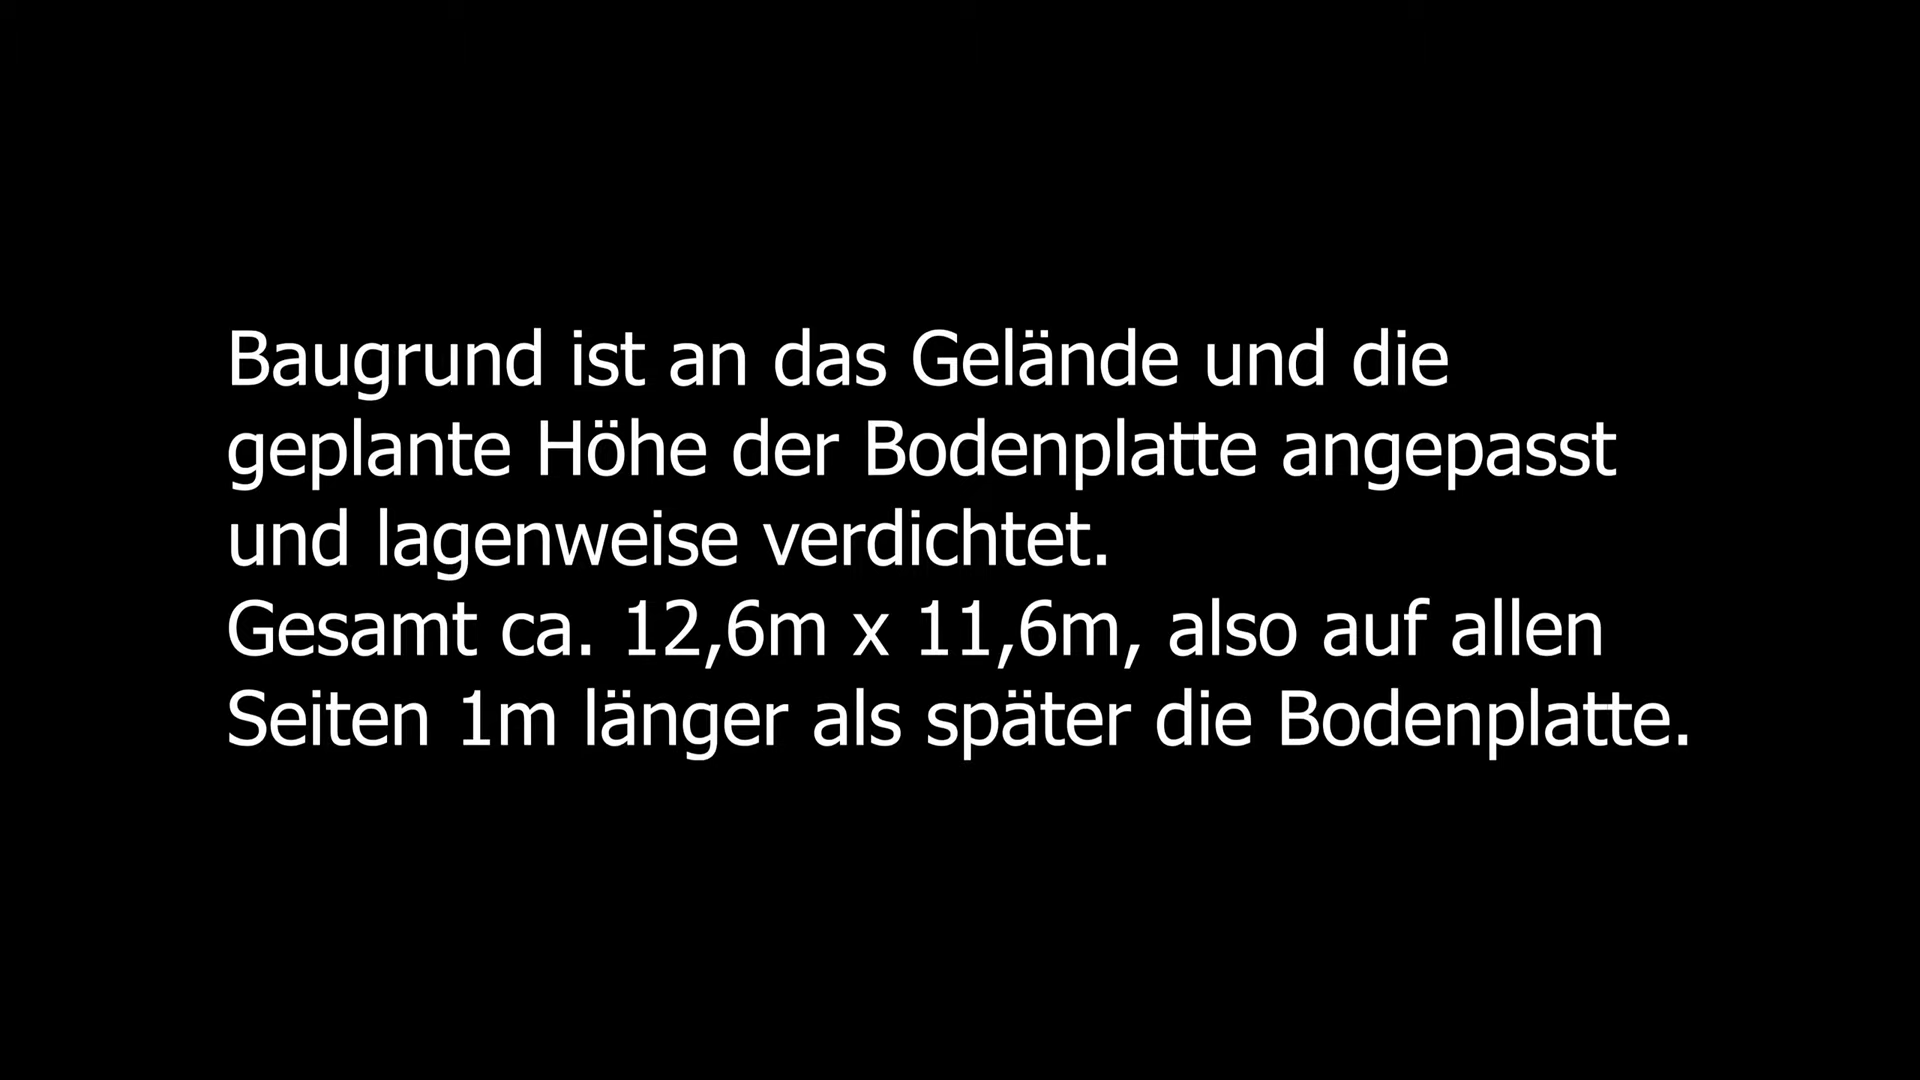 Baugrund ist an das Gelände und die
geplante Höhe der Bodenplatte angepasst
und lagenweise verdichtet.
Gesamt ca. 12,6m x 11,6m, also auf allen
Seiten 1m länger als später die Bodenplatte.